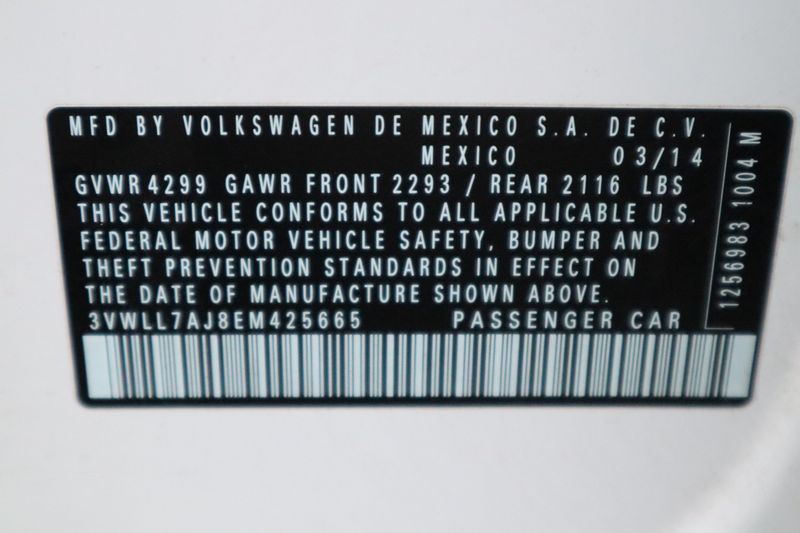 MFD BY VOLKSWAGEN DE MEXICO S.A. DE C.V.
MEXICO 03/14
GVWR 4299 GAWR FRONT 2293 / REAR 2116 LBS
THIS VEHICLE CONFORMS TO ALL APPLICABLE U.S.
FEDERAL MOTOR VEHICLE SAFETY, BUMPER AND
THEFT PREVENTION STANDARDS IN EFFECT ON
THE DATE OF MANUFACTURE SHOWN ABOVE.
3VWLL7AJ8EM425665 PASSENGER CAR
1256983 1004 M